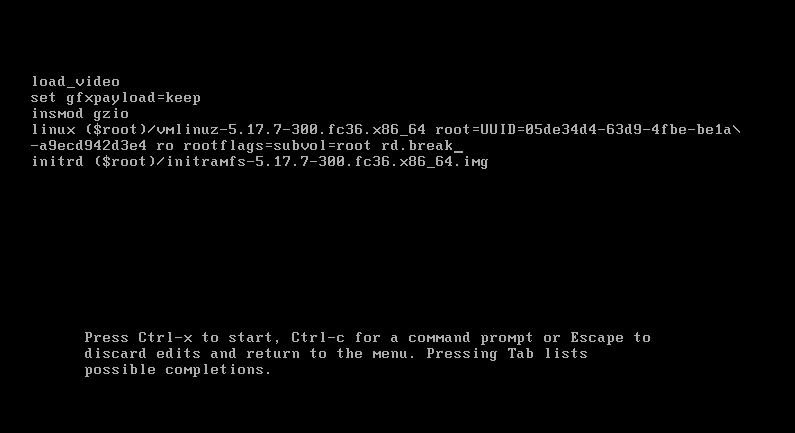 load_video
set gfxpayload=keep
insmod gzio
linux ($root)/vmlinuz-5.17.7-300.fc36.x86_64 root=UUID=05de34d4-63d9-4fbe-be1a\
-a9ecd942d3e4 ro rootflags=subvol=root rd.break_
initrd ($root)/initramfs-5.17.7-300.fc36.x86_64.img
Press Ctrl-x to start, Ctrl-c for a command prompt or Escape to
discard edits and return to the menu. Pressing Tab lists
possible completions.